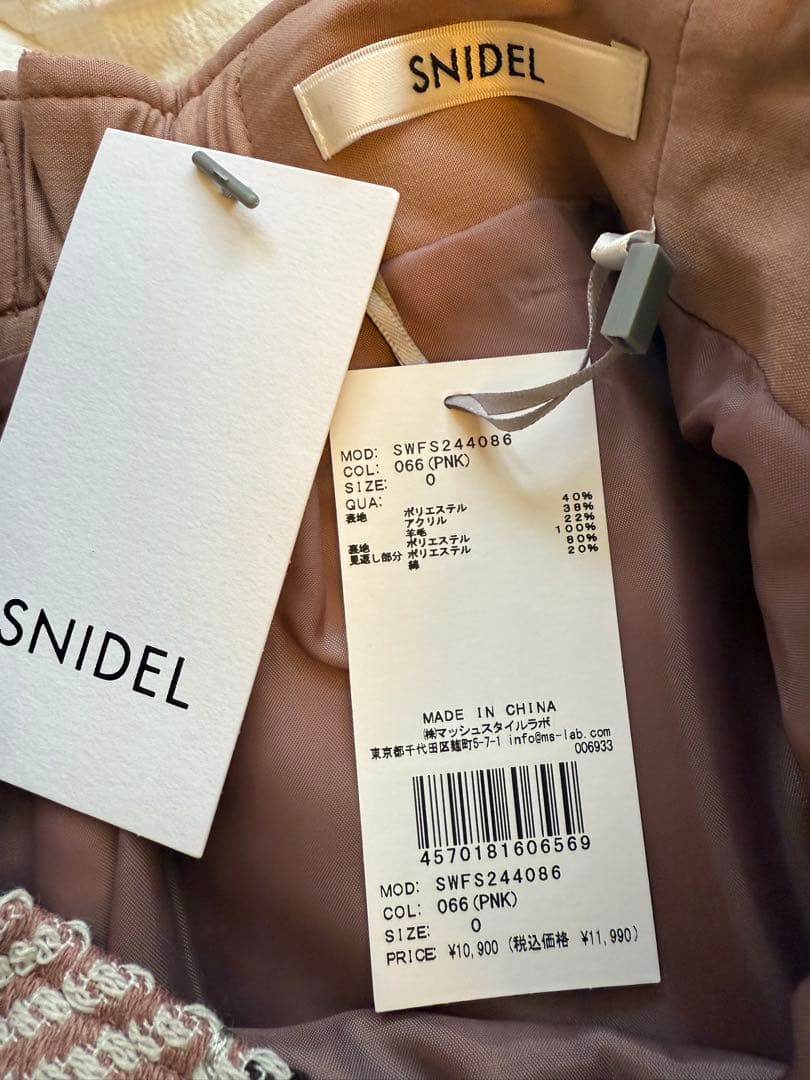 SNIDEL
SNIDEL
MOD: SWFS244086
COL: 066(PNK)
SIZE: 0
QUA:
表地 ポリエステル 40%
アクリル 38%
羊毛 22%
裏地 ポリエステル 100%
見返し部分 ポリエステル 80%
綿 20%
MADE IN CHINA
㈱マッシュスタイルラボ
東京都千代田区麹町5-7-1 info@ms-lab.com
006933
4570181606569
MOD: SWFS244086
COL: 066(PNK)
SIZE: 0
PRICE ¥10,900 (税込価格 ¥11,990)